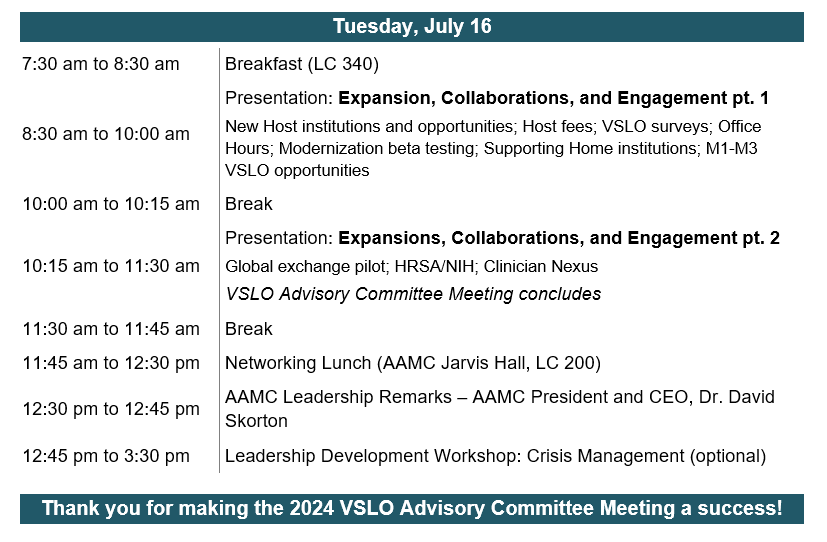 Tuesday, July 16
7:30 am to 8:30 am Breakfast (LC 340)
Presentation: Expansion, Collaborations, and Engagement pt. 1
8:30 am to 10:00 am
New Host institutions and opportunities; Host fees; VSLO surveys; Office
Hours; Modernization beta testing; Supporting Home institutions; M1-M3
VSLO opportunities
10:00 am to 10:15 am Break
Presentation: Expansions, Collaborations, and Engagement pt. 2
10:15 am to 11:30 am Global exchange pilot; HRSA/NIH; Clinician Nexus
VSLO Advisory Committee Meeting concludes
11:30 am to 11:45 am Break
11:45 am to 12:30 pm Networking Lunch (AAMC Jarvis Hall, LC 200)
12:30 pm to 12:45 pm
AAMC Leadership Remarks – AAMC President and CEO, Dr. David
Skorton
12:45 pm to 3:30 pm Leadership Development Workshop: Crisis Management (optional)
Thank you for making the 2024 VSLO Advisory Committee Meeting a success!